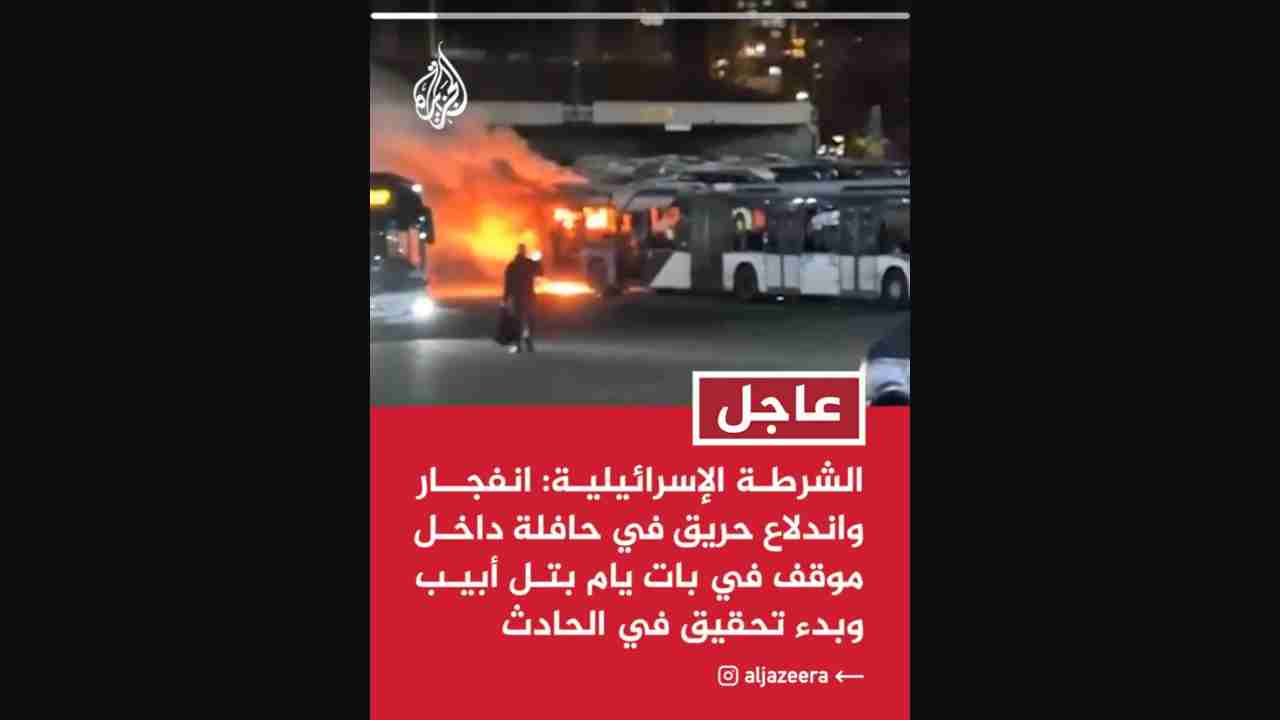 الجزيرة
عاجل
الشرطة الإسرائيلية: انفجار
واندلاع حريق في حافلة داخل
موقف في بات يام بتل أبيب
وبدء تحقيق في الحادث
aljazeera